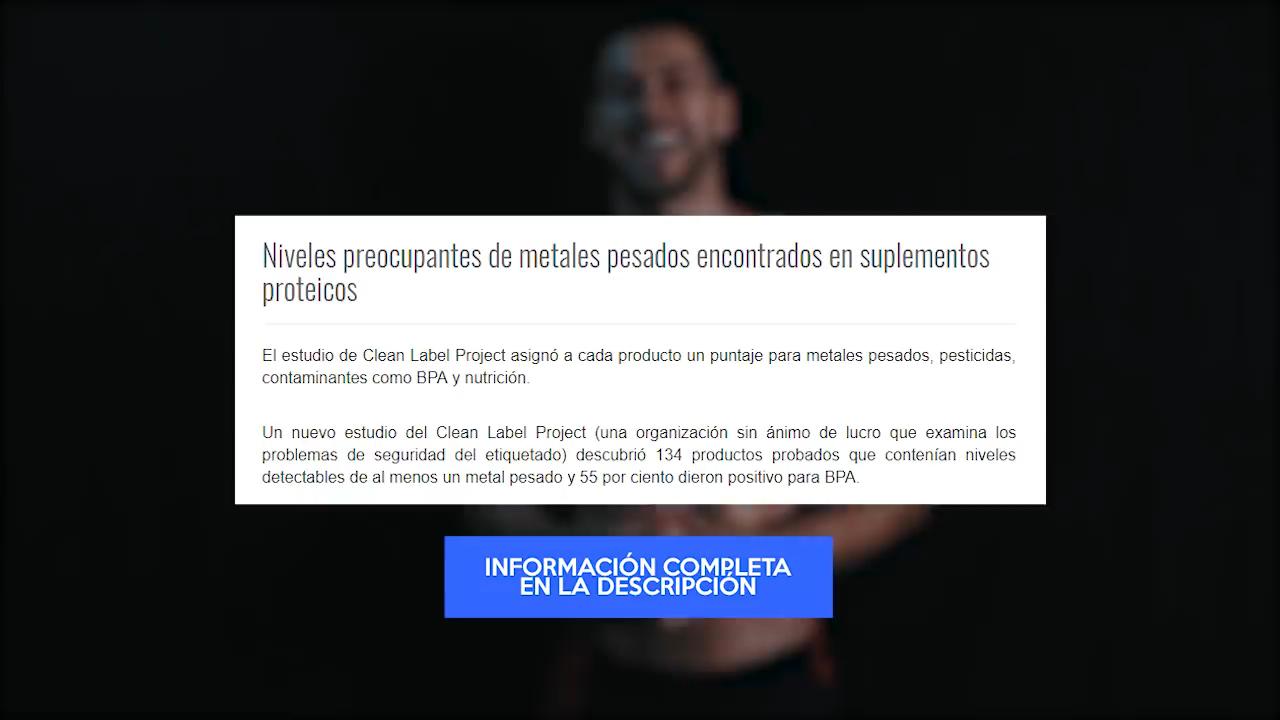 Niveles preocupantes de metales pesados encontrados en suplementos
proteicos
El estudio de Clean Label Project asignó a cada producto un puntaje para metales pesados, pesticidas,
contaminantes como BPA y nutrición.
Un nuevo estudio del Clean Label Project (una organización sin ánimo de lucro que examina los
problemas de seguridad del etiquetado) descubrió 134 productos probados que contenían niveles
detectables de al menos un metal pesado y 55 por ciento dieron positivo para BPA.
INFORMACIÓN COMPLETA
EN LA DESCRIPCIÓN